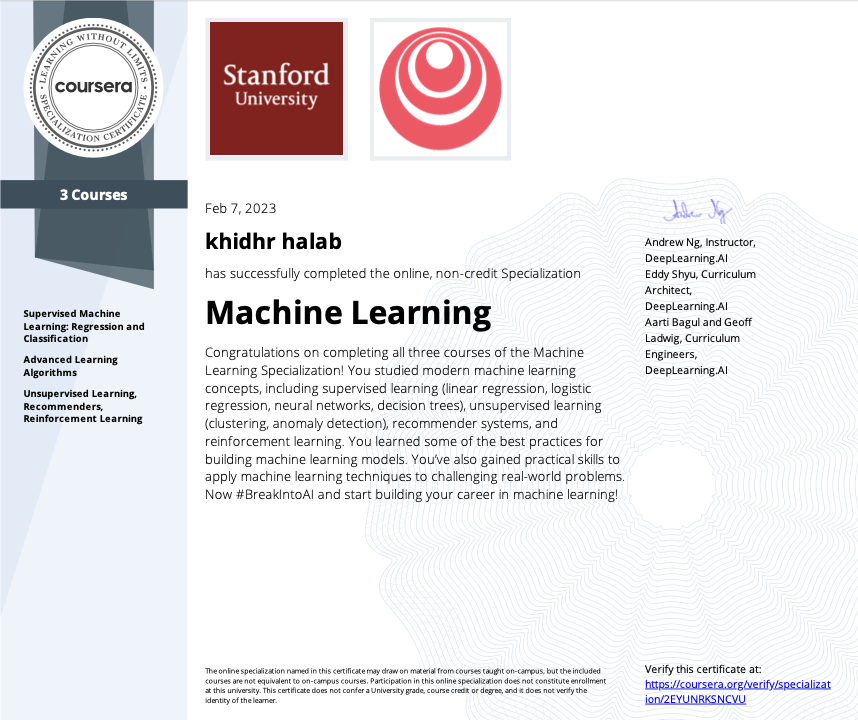 LEARNING WITHOUT LIMITS
coursera
SPECIALIZATION CERTIFICATE
3 Courses
Supervised Machine
Learning: Regression and
Classification
Advanced Learning
Algorithms
Unsupervised Learning,
Recommenders,
Reinforcement Learning
Stanford
University
Feb 7, 2023
khidhr halab
has successfully completed the online, non-credit Specialization
Machine Learning
Congratulations on completing all three courses of the Machine
Learning Specialization! You studied modern machine learning
concepts, including supervised learning (linear regression, logistic
regression, neural networks, decision trees), unsupervised learning
(clustering, anomaly detection), recommender systems, and
reinforcement learning. You learned some of the best practices for
building machine learning models. You’ve also gained practical skills to
apply machine learning techniques to challenging real-world problems.
Now #BreakIntoAI and start building your career in machine learning!
Andrew Ng
Andrew Ng, Instructor,
DeepLearning.AI
Eddy Shyu, Curriculum
Architect,
DeepLearning.AI
Aarti Bagul and Geoff
Ladwig, Curriculum
Engineers,
DeepLearning.AI
The online specialization named in this certificate may draw on material from courses taught on-campus, but the included
courses are not equivalent to on-campus courses. Participation in this online specialization does not constitute enrollment
at this university. This certificate does not confer a University grade, course credit or degree, and it does not verify the
identity of the learner.
Verify this certificate at:
https://coursera.org/verify/specializat
ion/2EYUNRKSNCVU